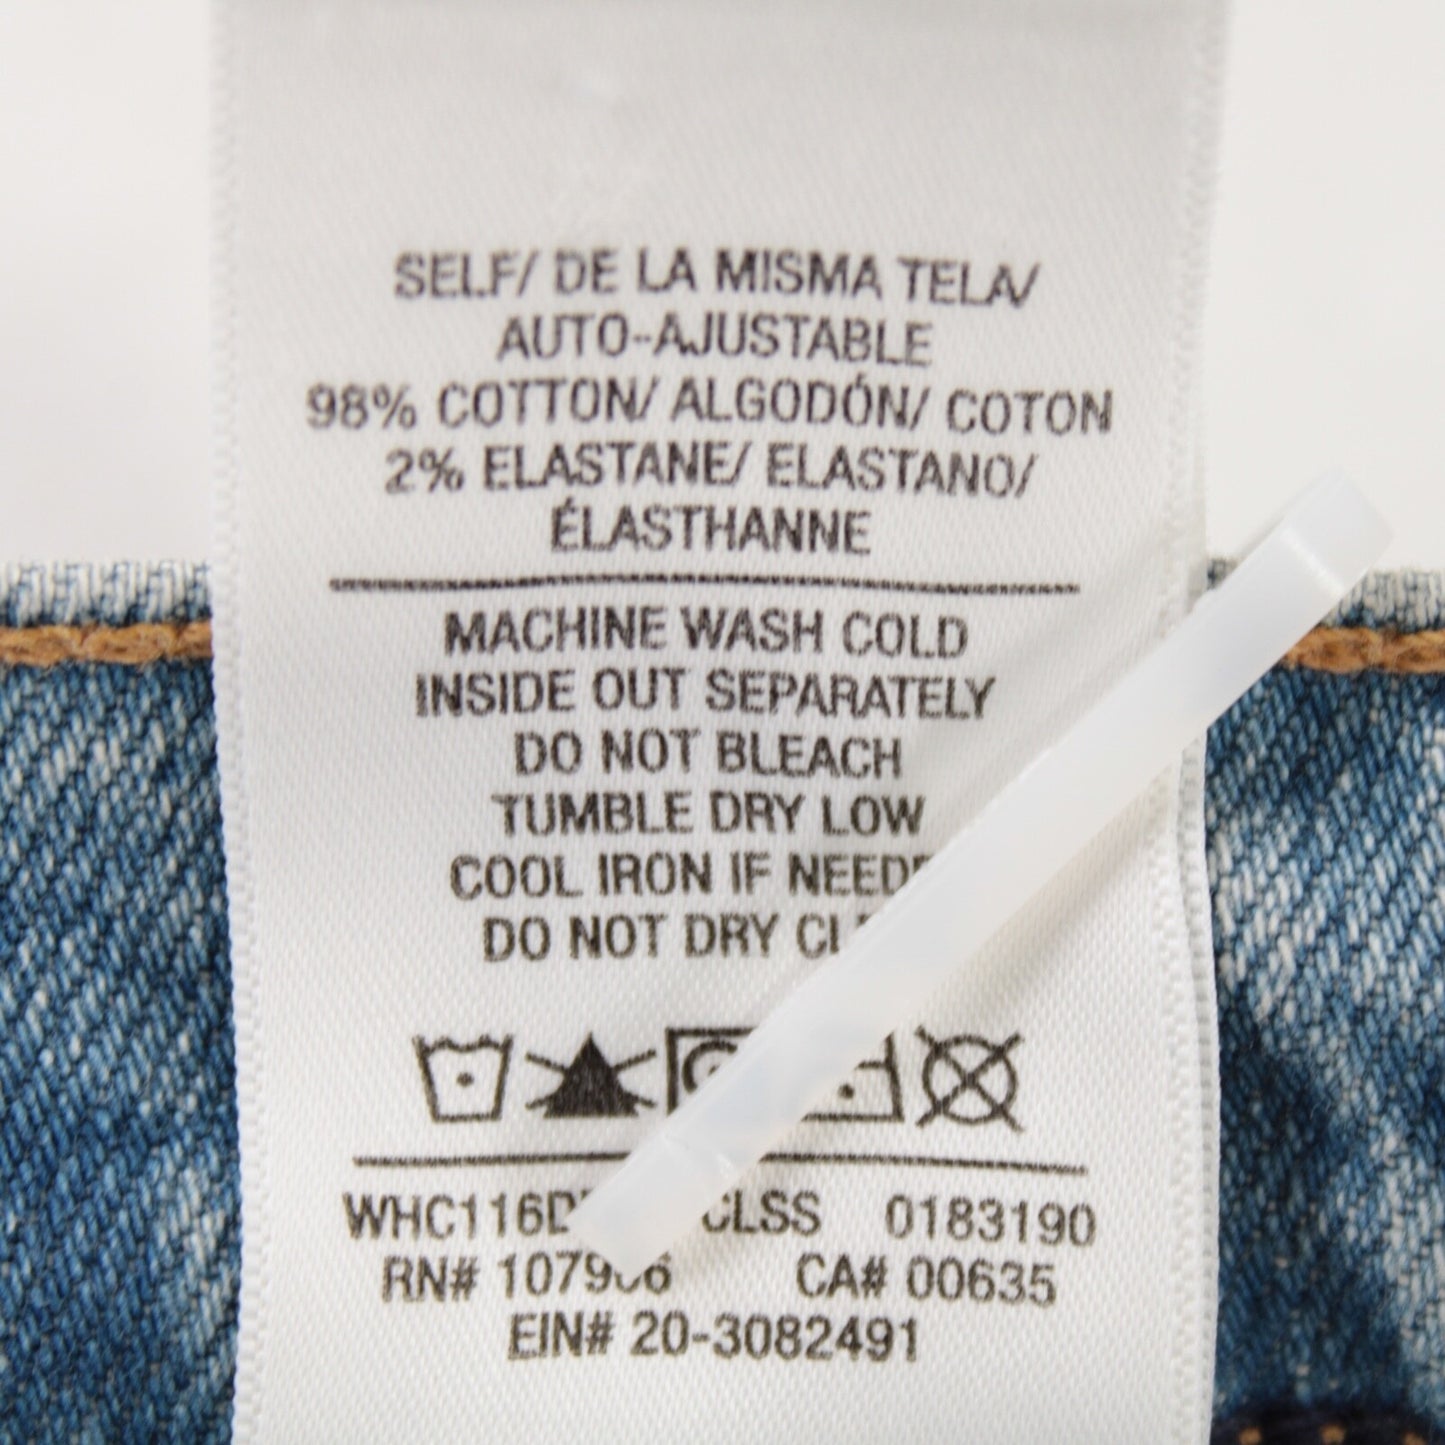 SELF/ DE LA MISMA TELA/
AUTO-AJUSTABLE
98% COTTON/ ALGODÓN/ COTON
2% ELASTANE/ ELASTANO/
ÉLASTHANNE
MACHINE WASH COLD
INSIDE OUT SEPARATELY
DO NOT BLEACH
TUMBLE DRY LOW
COOL IRON IF
DO NOT DRY
CLSS 0183190
RN# CA# 00635
EIN# 20-3082491